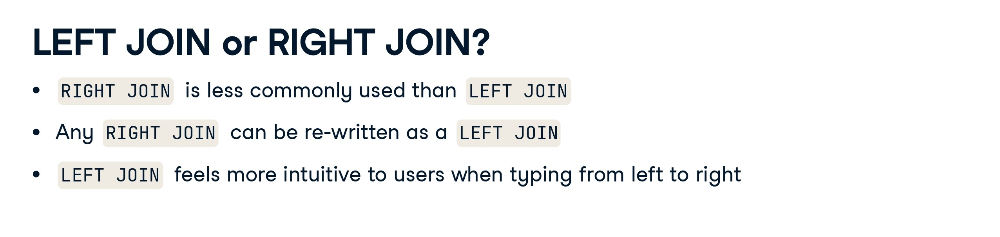 LEFT JOIN or RIGHT JOIN?
• RIGHT JOIN is less commonly used than LEFT JOIN
• Any RIGHT JOIN can be re-written as a LEFT JOIN
• LEFT JOIN feels more intuitive to users when typing from left to right